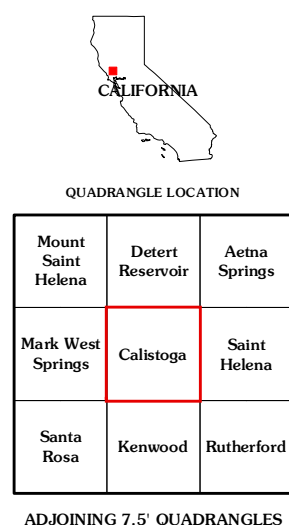 CALIFORNIA
QUADRANGLE LOCATION
Mount
Saint
Helena
Detert
Reservoir
Aetna
Springs
Mark West
Springs
Calistoga
Saint
Helena
Santa
Rosa
Kenwood
Rutherford
ADJOINING 7.5' QUADRANGLES